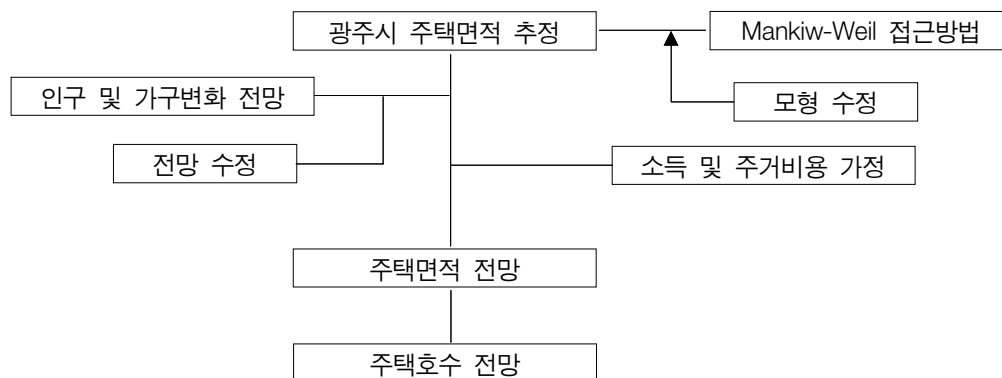 광주시 주택면적 추정
Mankiw-Weil 접근방법
인구 및 가구변화 전망
모형 수정
전망 수정
소득 및 주거비용 가정
주택면적 전망
주택호수 전망